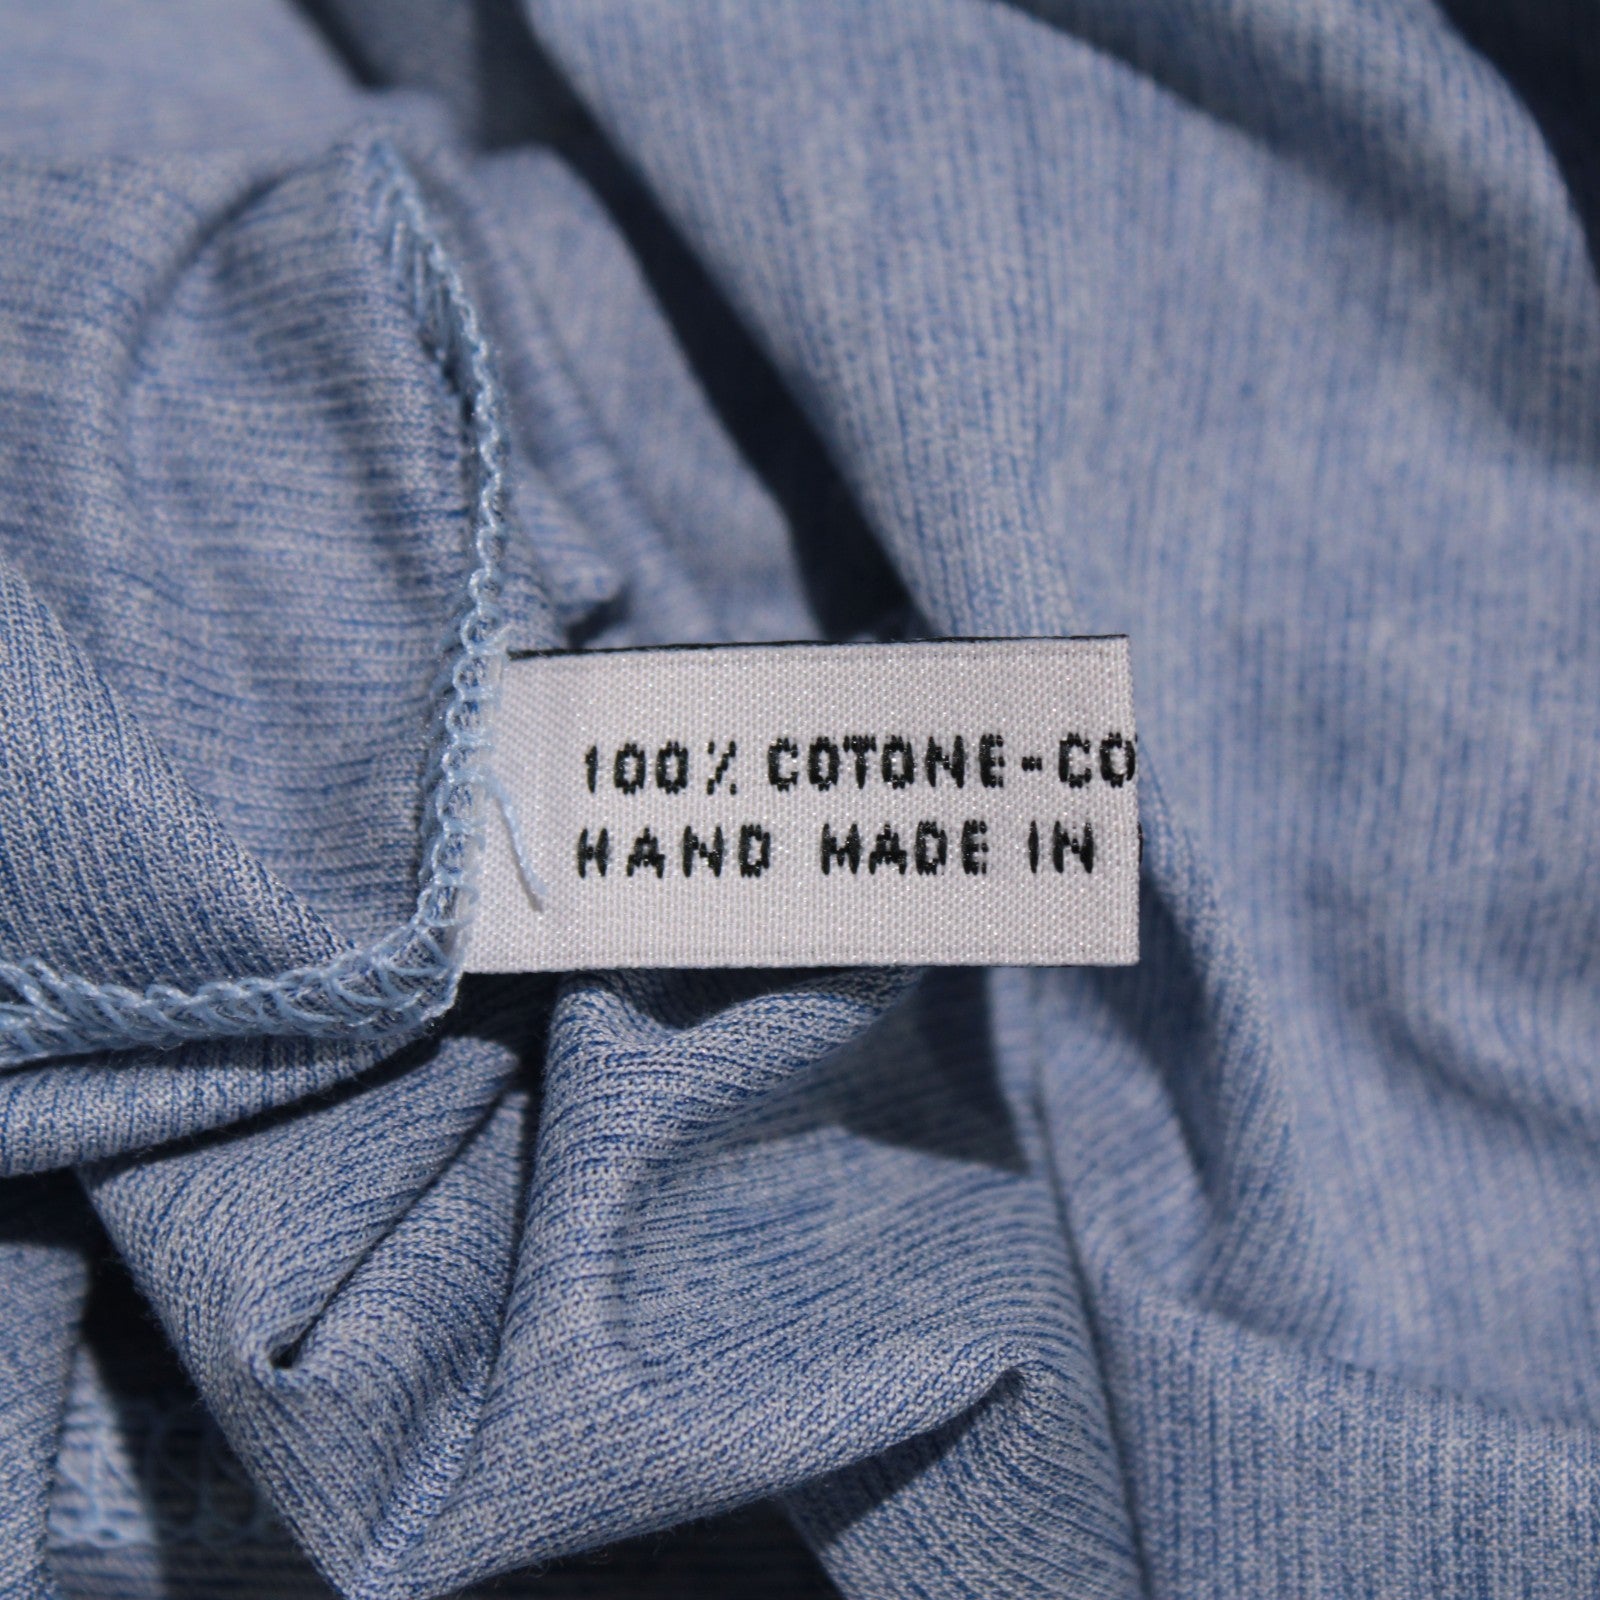 100% COTONE-CO
HAND MADE IN